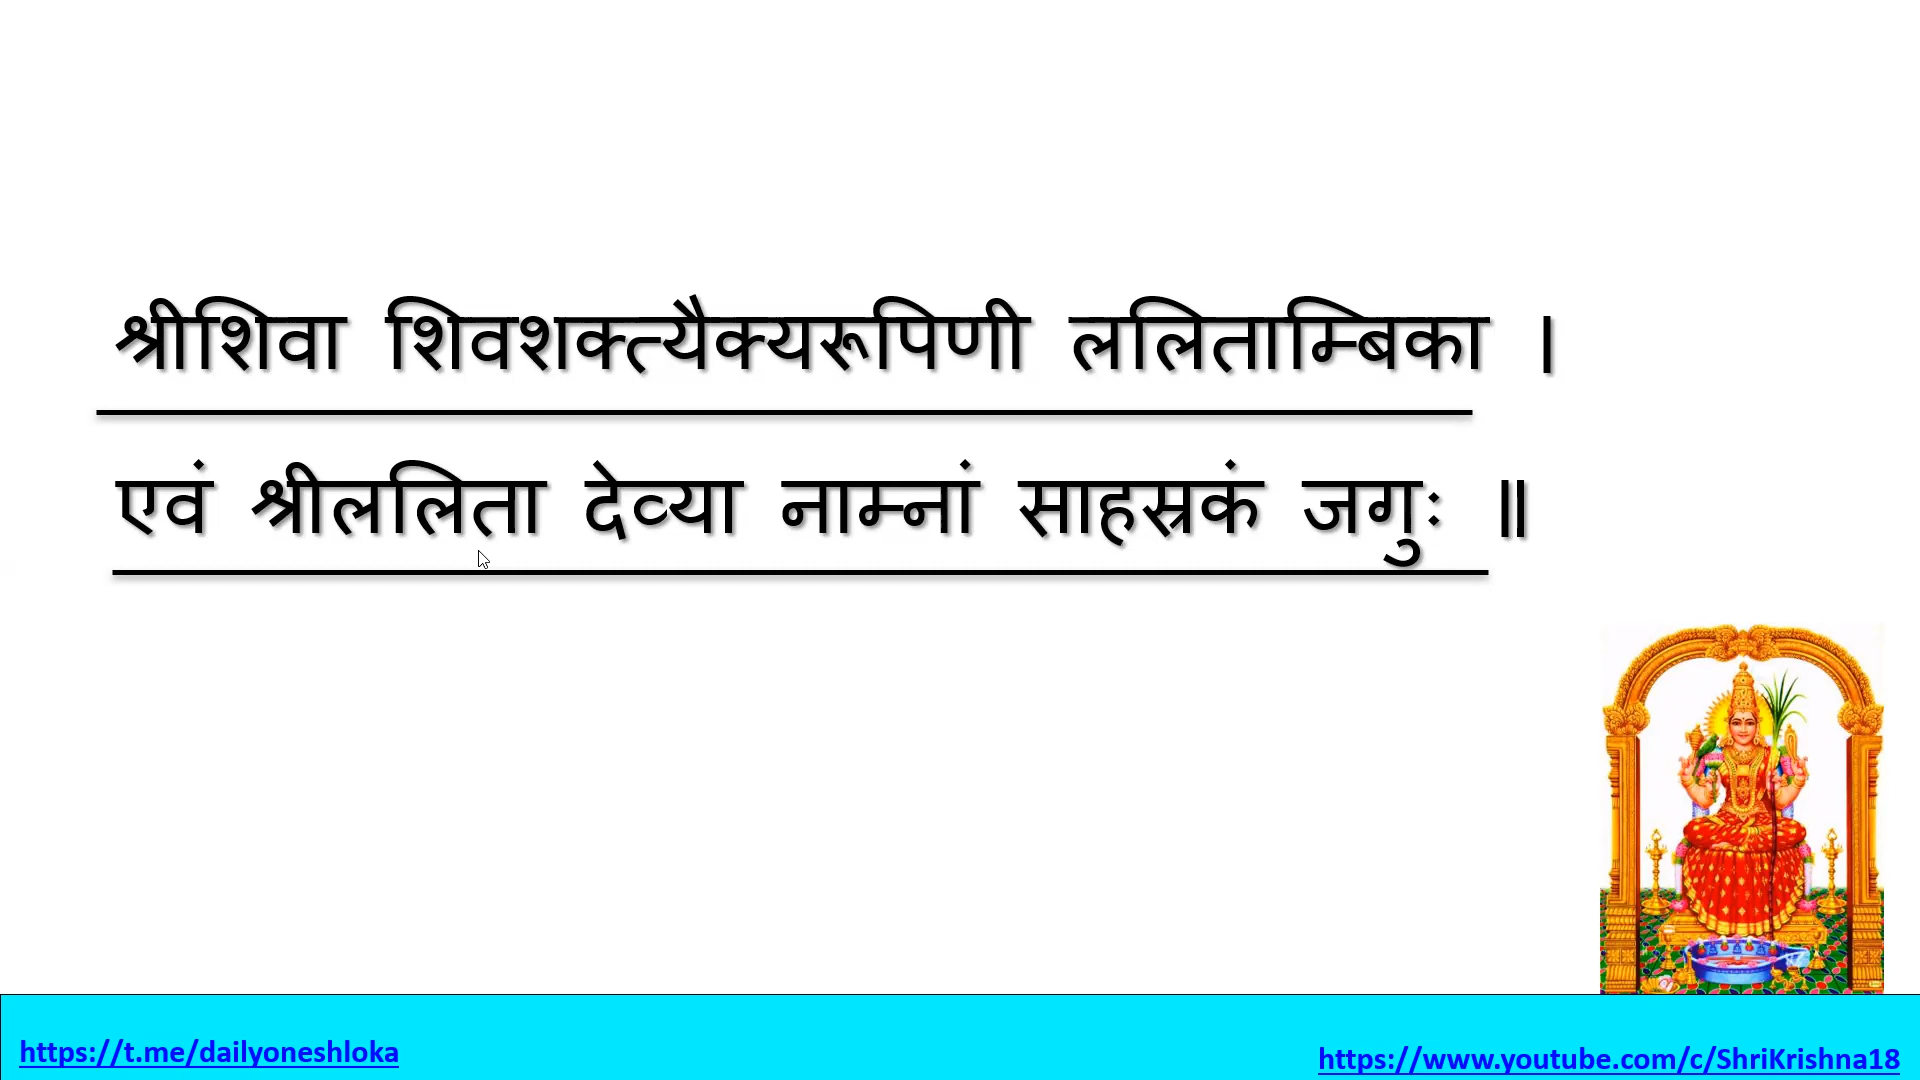 श्रीशिवा शिवशक्त्यैक्यरूपिणी ललिताम्बिका ।
एवं श्रीललिता देव्या नाम्नां साहस्रकं जगुः ॥
https://t.me/dailyoneshloka
https://www.youtube.com/c/ShriKrishna18